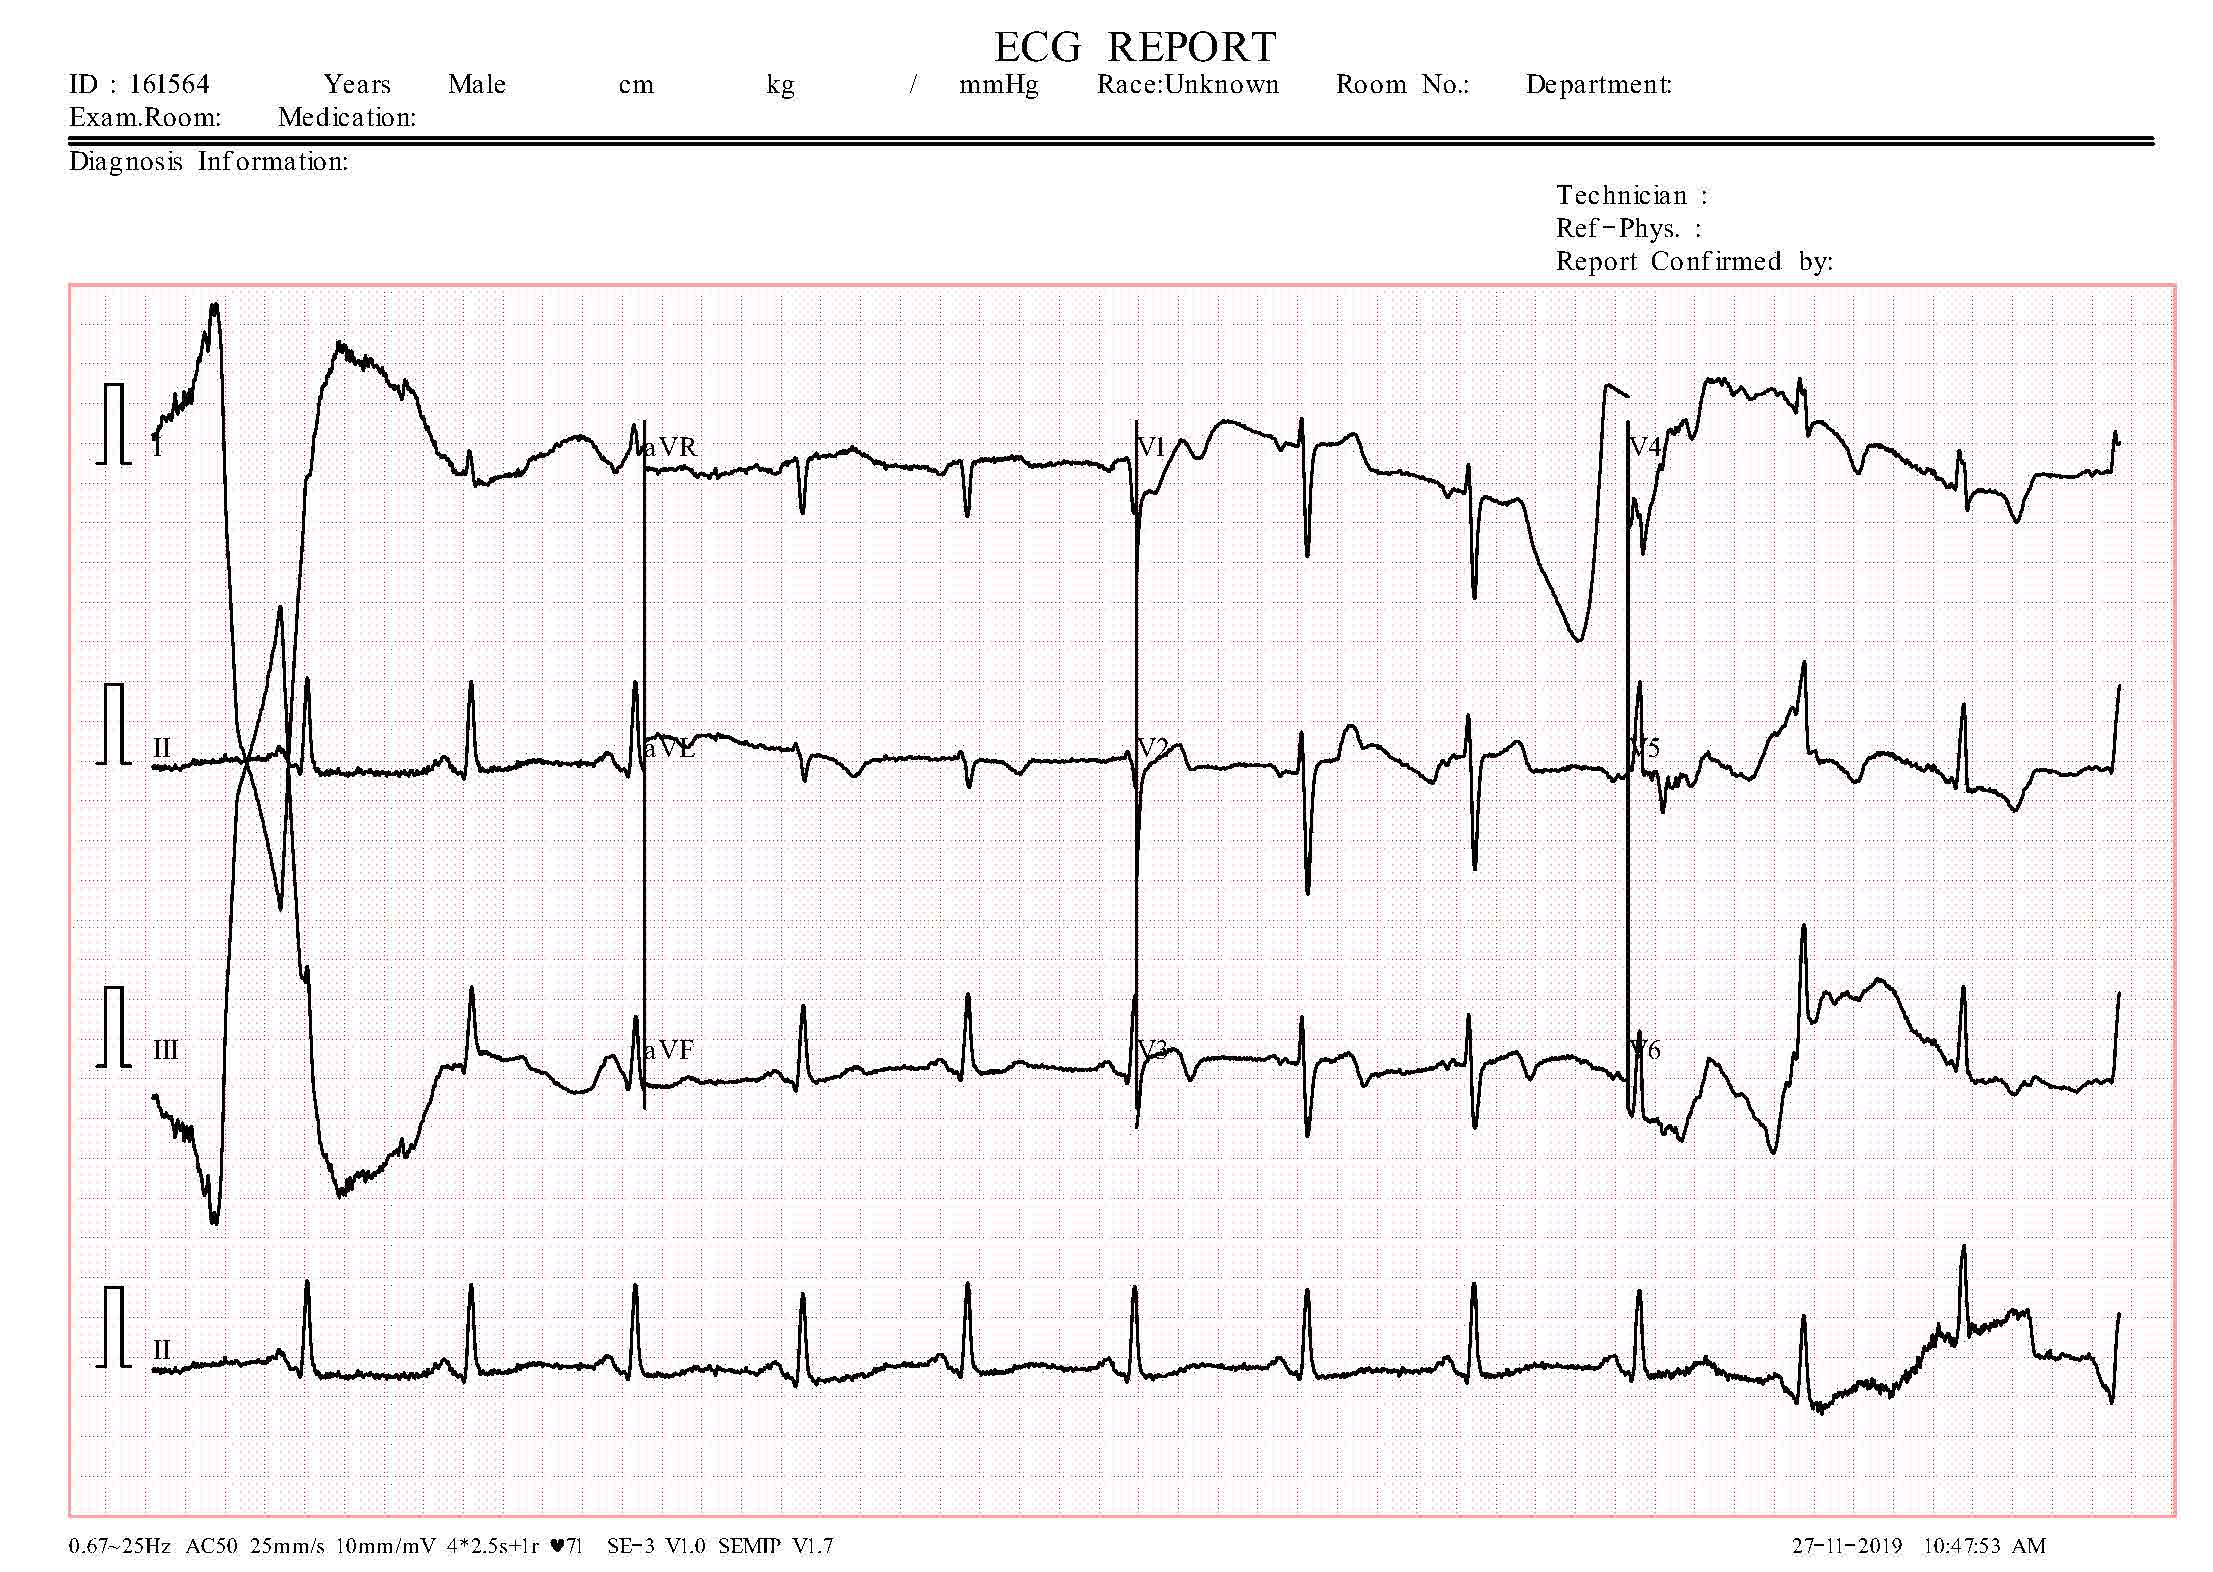 ECG REPORT
ID : 161564 Years Male cm kg / mmHg Race:Unknown Room No.: Department:
Exam.Room: Medication:
Diagnosis Information:
Technician :
Ref-Phys. :
Report Confirmed by:
I aVR V1 V4
II aVL V2 V5
III aVF V3 V6
II
0.67~25Hz AC50 25mm/s 10mm/mV 4*2.5s+1r ♥71 SE-3 V1.0 SEMIP V1.7 27-11-2019 10:47:53 AM